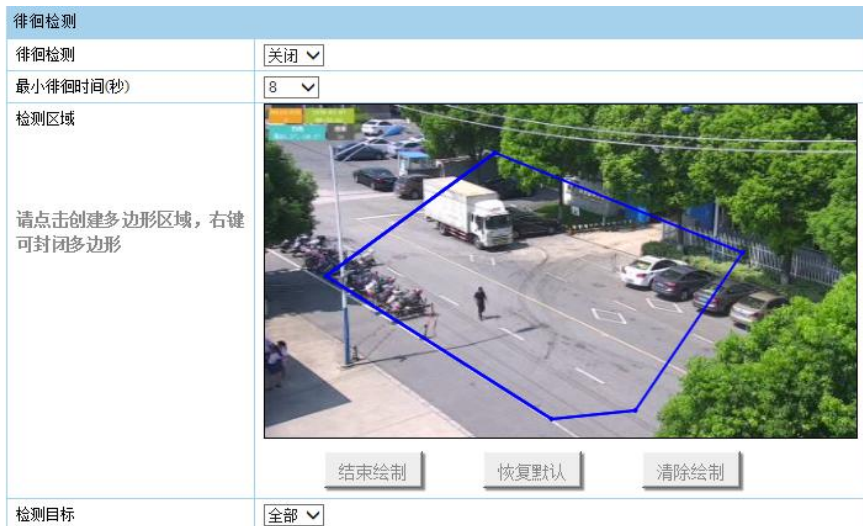 徘徊检测
徘徊检测
关闭
最小徘徊时间(秒)
8
检测区域
请点击创建多边形区域，右键
可封闭多边形
结束绘制
恢复默认
清除绘制
检测目标
全部